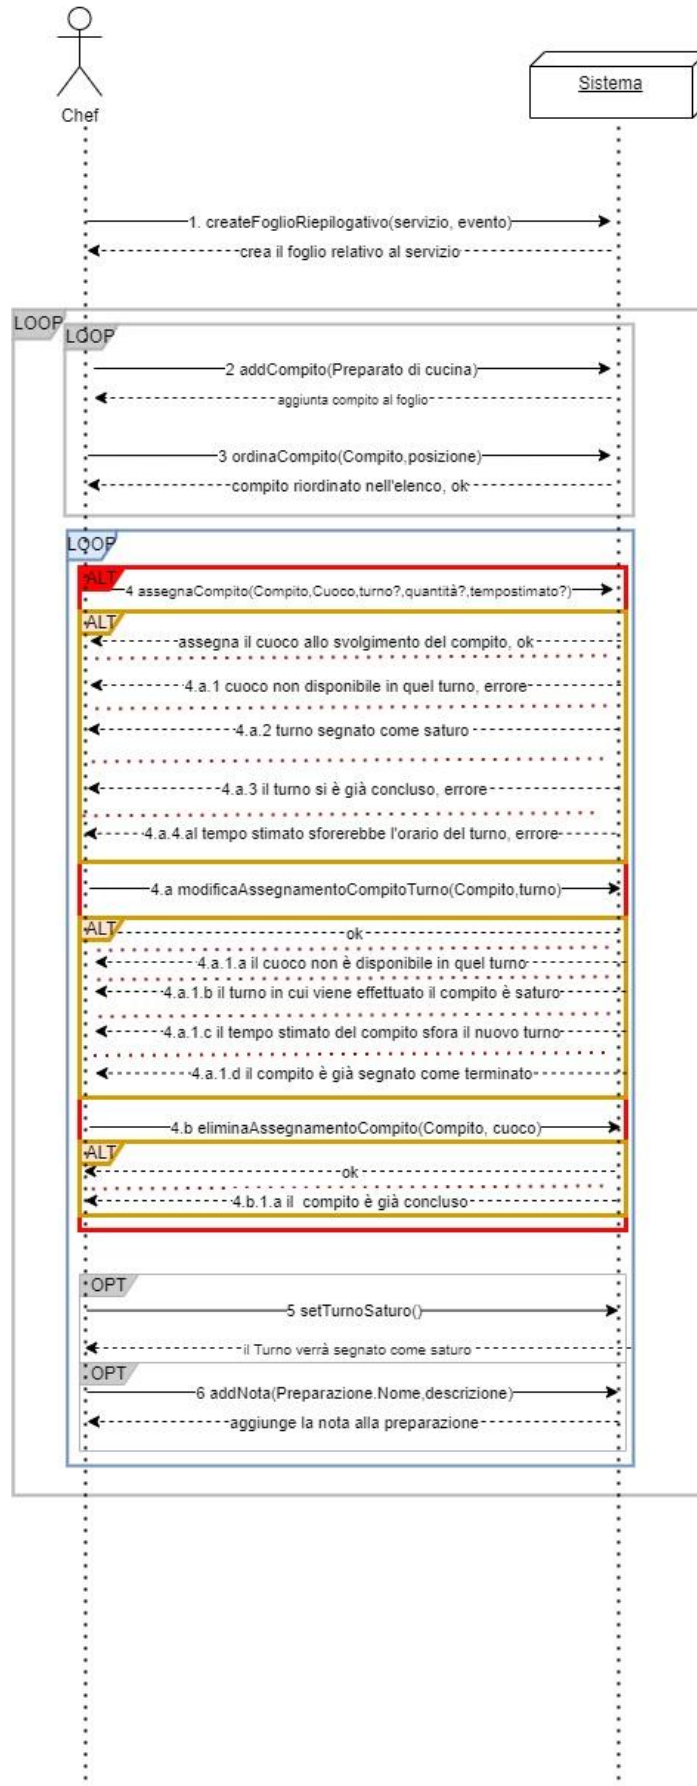 Chef
Sistema
1. createFoglioRiepilogativo(servizio, evento)
crea il foglio relativo al servizio
LOOP
LOOP
2 addCompito(Preparato di cucina)
aggiunta compito al foglio
3 ordinaCompito(Compito,posizione)
compito riordinato nell'elenco, ok
LOOP
ALT
4 assegnaCompito(Compito,Cuoco,turno?,quantità?,tempostimato?)
ALT
assegna il cuoco allo svolgimento del compito, ok
4.a.1 cuoco non disponibile in quel turno, errore
4.a.2 turno segnato come saturo
4.a.3 il turno si è già concluso, errore
4.a.4.al tempo stimato sforerebbe l'orario del turno, errore
4.a modificaAssegnamentoCompitoTurno(Compito,turno)
ALT
ok
4.a.1.a il cuoco non è disponibile in quel turno
4.a.1.b il turno in cui viene effettuato il compito è saturo
4.a.1.c il tempo stimato del compito sfora il nuovo turno
4.a.1.d il compito è già segnato come terminato
4.b eliminaAssegnamentoCompito(Compito, cuoco)
ALT
ok
4.b.1.a il compito è già concluso
OPT
5 setTurnoSaturo()
il Turno verrà segnato come saturo
OPT
6 addNota(Preparazione.Nome,descrizione)
aggiunge la nota alla preparazione